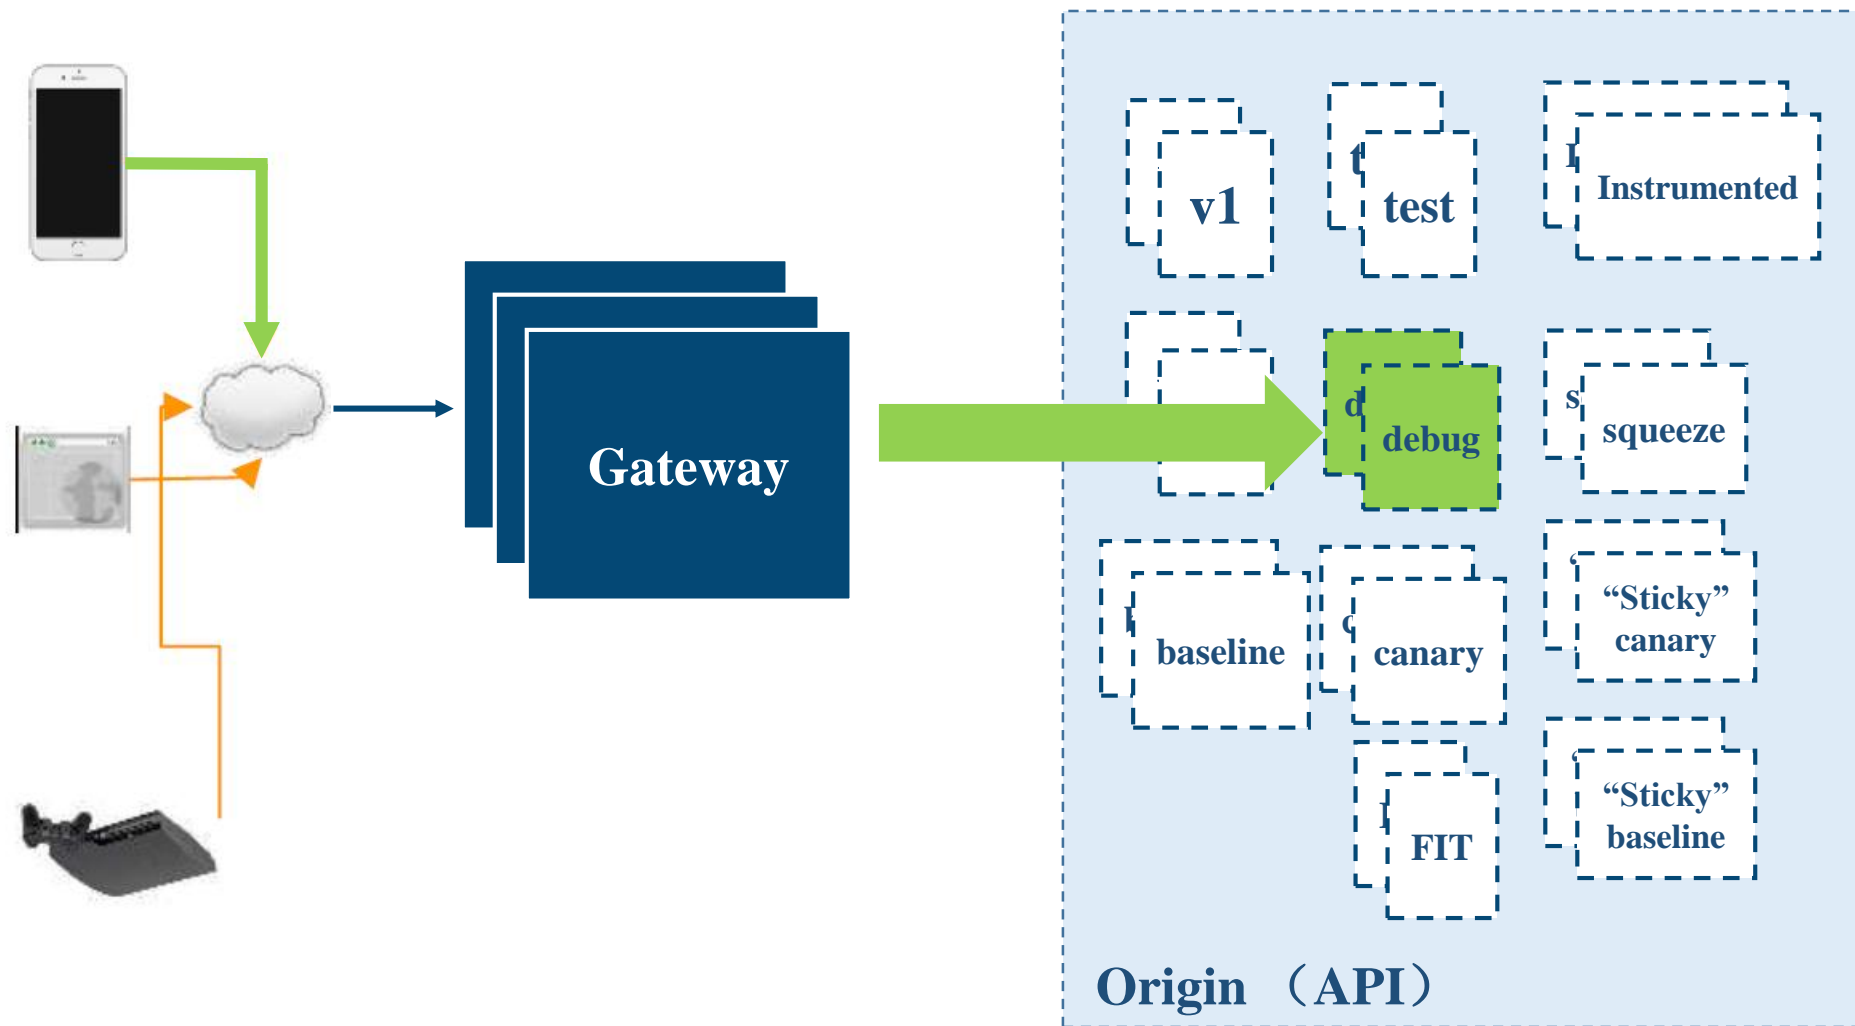 v1
test
Instrumented
debug
squeeze
Gateway
baseline
canary
“Sticky”
canary
FIT
“Sticky”
baseline
Origin （API）